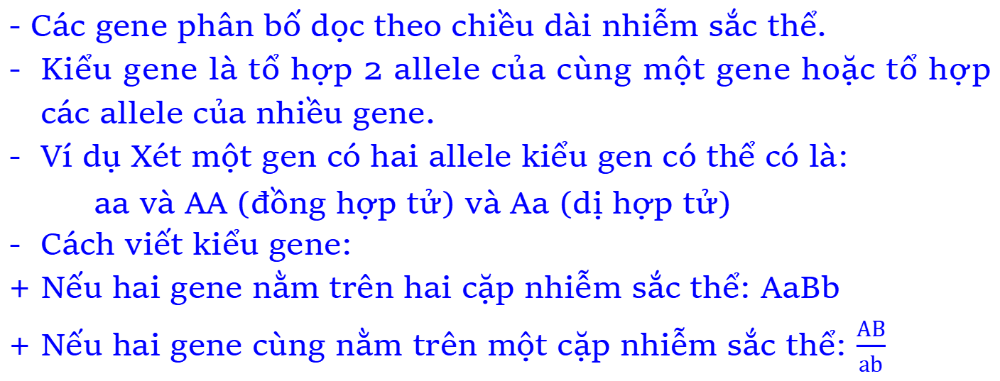 - Các gene phân bố dọc theo chiều dài nhiễm sắc thể.
- Kiểu gene là tổ hợp 2 allele của cùng một gene hoặc tổ hợp
các allele của nhiều gene.
- Ví dụ Xét một gen có hai allele kiểu gen có thể có là:
aa và AA (đồng hợp tử) và Aa (dị hợp tử)
- Cách viết kiểu gene:
+ Nếu hai gene nằm trên hai cặp nhiễm sắc thể: AaBb
+ Nếu hai gene cùng nằm trên một cặp nhiễm sắc thể: AB/ab